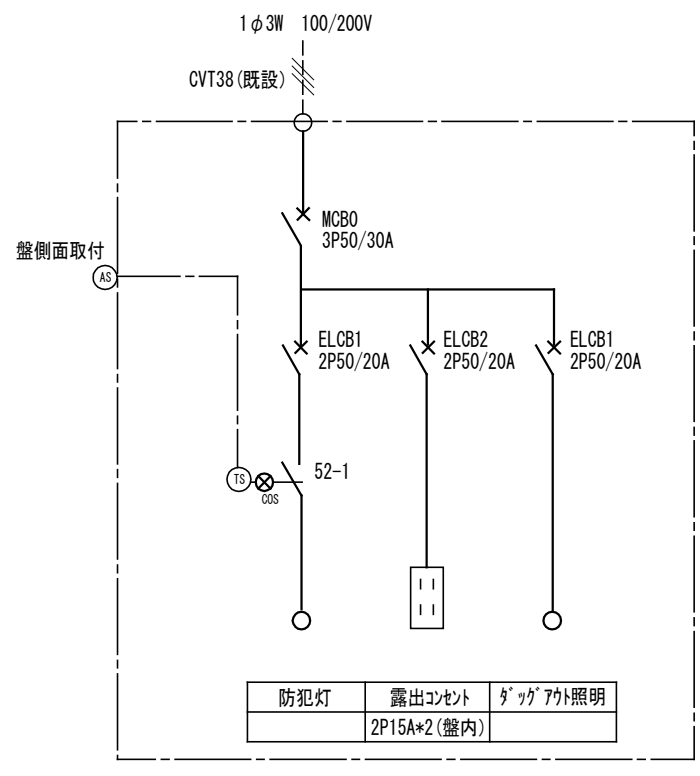 1φ3W 100/200V
CVT38(既設)
MCB0
3P50/30A
盤側面取付
AS
ELCB1
2P50/20A
ELCB2
2P50/20A
ELCB1
2P50/20A
52-1
TS
COS
防犯灯 露出ｺﾝｾﾝﾄ ﾀﾞｯｸﾞｱｳﾄ照明
2P15A*2(盤内)